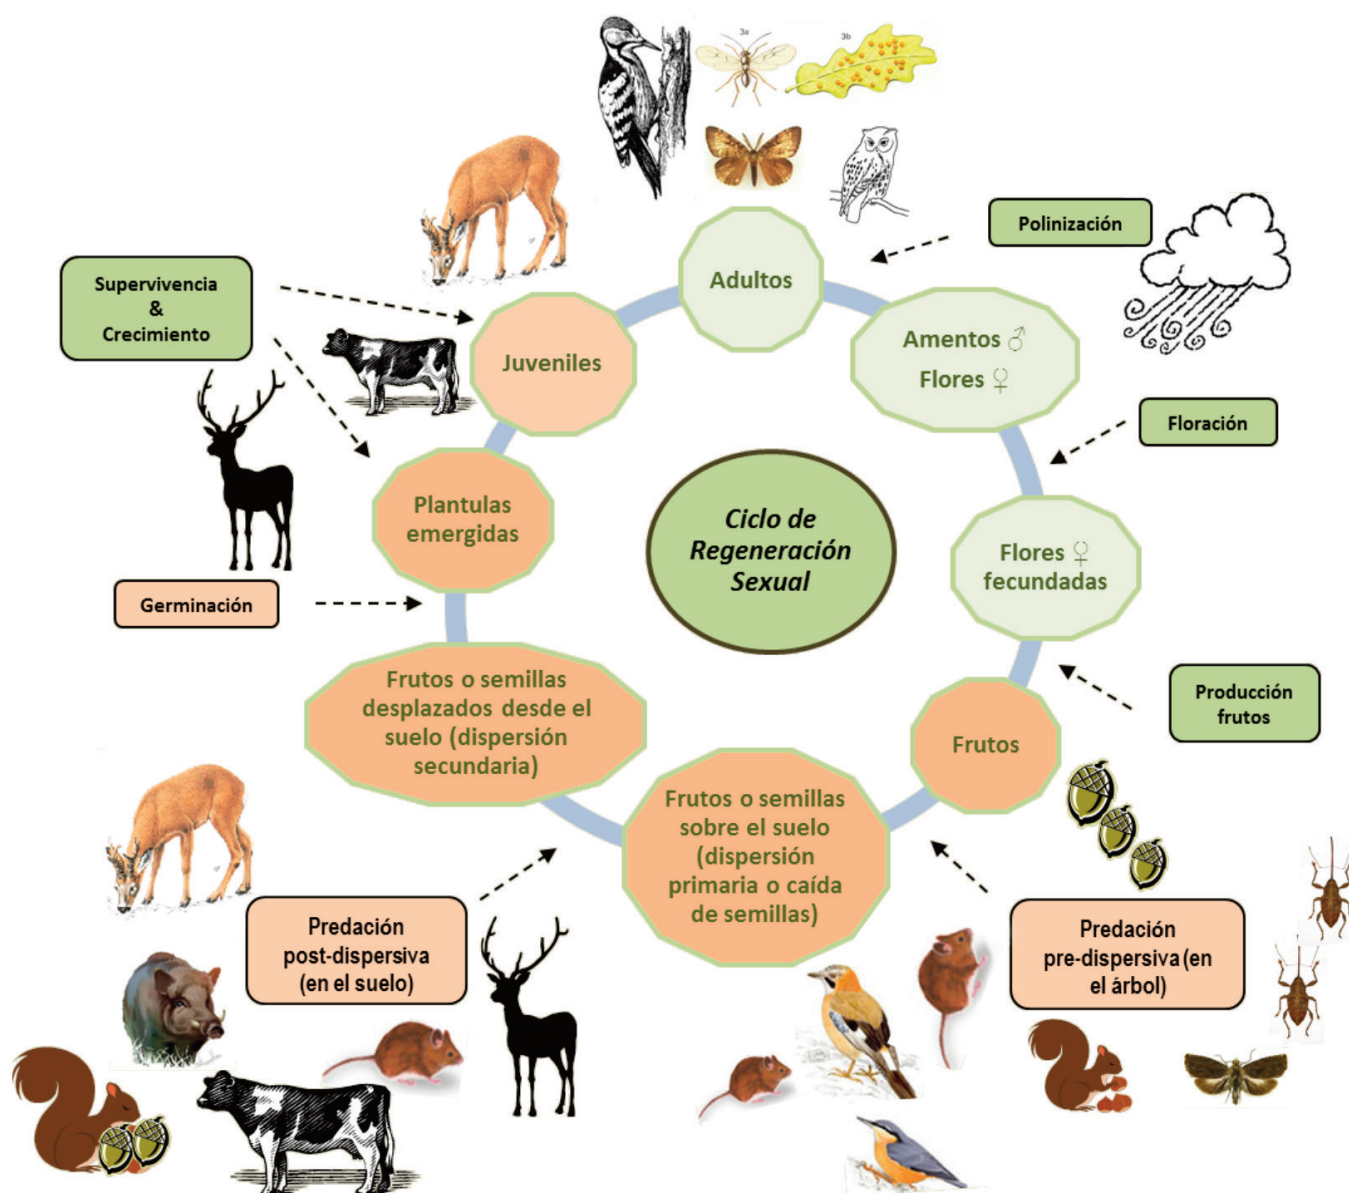 3a
3b
Polinización
Adultos
Supervivencia
&
Crecimiento
Amentos ♂
Flores ♀
Juveniles
Floración
Plantulas
emergidas
Ciclo de
Regeneración
Sexual
Flores ♀
fecundadas
Germinación
Frutos o semillas
desplazados desde el
suelo (dispersión
secundaria)
Producción
frutos
Frutos
Frutos o semillas
sobre el suelo
(dispersión
primaria o caída
de semillas)
Predación
post-dispersiva
(en el suelo)
Predación
pre-dispersiva (en
el árbol)